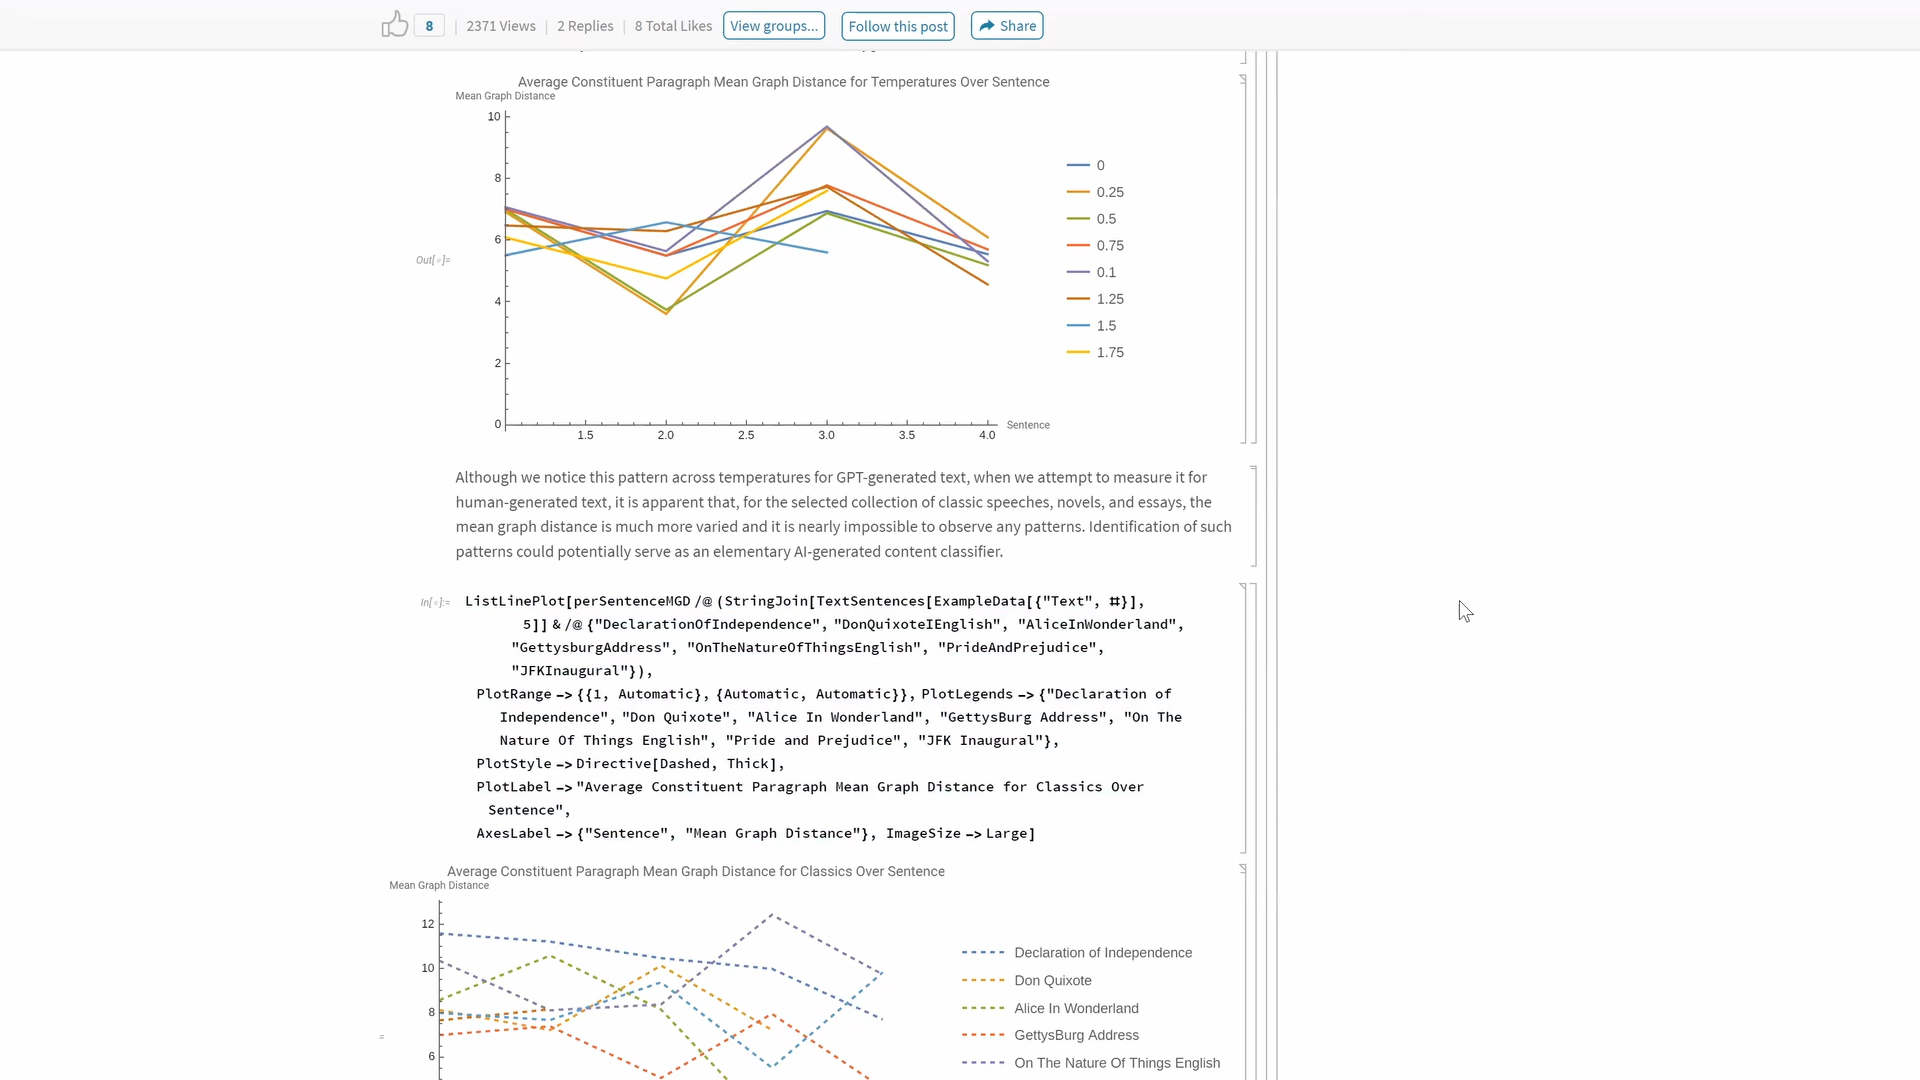 8 | 2371 Views | 2 Replies | 8 Total Likes View groups... Follow this post Share
Average Constituent Paragraph Mean Graph Distance for Temperatures Over Sentence
Mean Graph Distance
10
8
6
4
2
0
1.5 2.0 2.5 3.0 3.5 4.0 Sentence
Out[◦]=
0
0.25
0.5
0.75
0.1
1.25
1.5
1.75
Although we notice this pattern across temperatures for GPT-generated text, when we attempt to measure it for
human-generated text, it is apparent that, for the selected collection of classic speeches, novels, and essays, the
mean graph distance is much more varied and it is nearly impossible to observe any patterns. Identification of such
patterns could potentially serve as an elementary AI-generated content classifier.
In[◦]:= ListLinePlot[perSentenceMGD /@ (StringJoin[TextSentences[ExampleData[{"Text", #}],
5]] & /@ {"DeclarationOfIndependence", "DonQuixoteIEnglish", "AliceInWonderland",
"GettysburgAddress", "OnTheNatureOfThingsEnglish", "PrideAndPrejudice",
"JFKInaugural"}),
PlotRange -> {{1, Automatic}, {Automatic, Automatic}}, PlotLegends -> {"Declaration of
Independence", "Don Quixote", "Alice In Wonderland", "GettysBurg Address", "On The
Nature Of Things English", "Pride and Prejudice", "JFK Inaugural"},
PlotStyle -> Directive[Dashed, Thick],
PlotLabel -> "Average Constituent Paragraph Mean Graph Distance for Classics Over
Sentence",
AxesLabel -> {"Sentence", "Mean Graph Distance"}, ImageSize -> Large]
Average Constituent Paragraph Mean Graph Distance for Classics Over Sentence
Mean Graph Distance
12
10
8
6
=
Declaration of Independence
Don Quixote
Alice In Wonderland
GettysBurg Address
On The Nature Of Things English